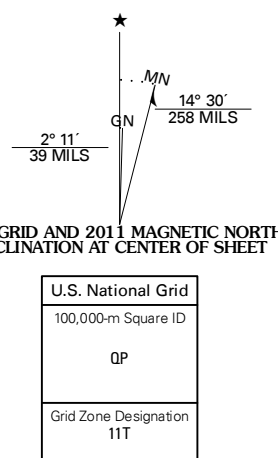 ★
MN
GN
14° 30´
258 MILS
2° 11´
39 MILS
GRID AND 2011 MAGNETIC NORTH
CLINATION AT CENTER OF SHEET
U.S. National Grid
100,000-m Square ID
QP
Grid Zone Designation
11T